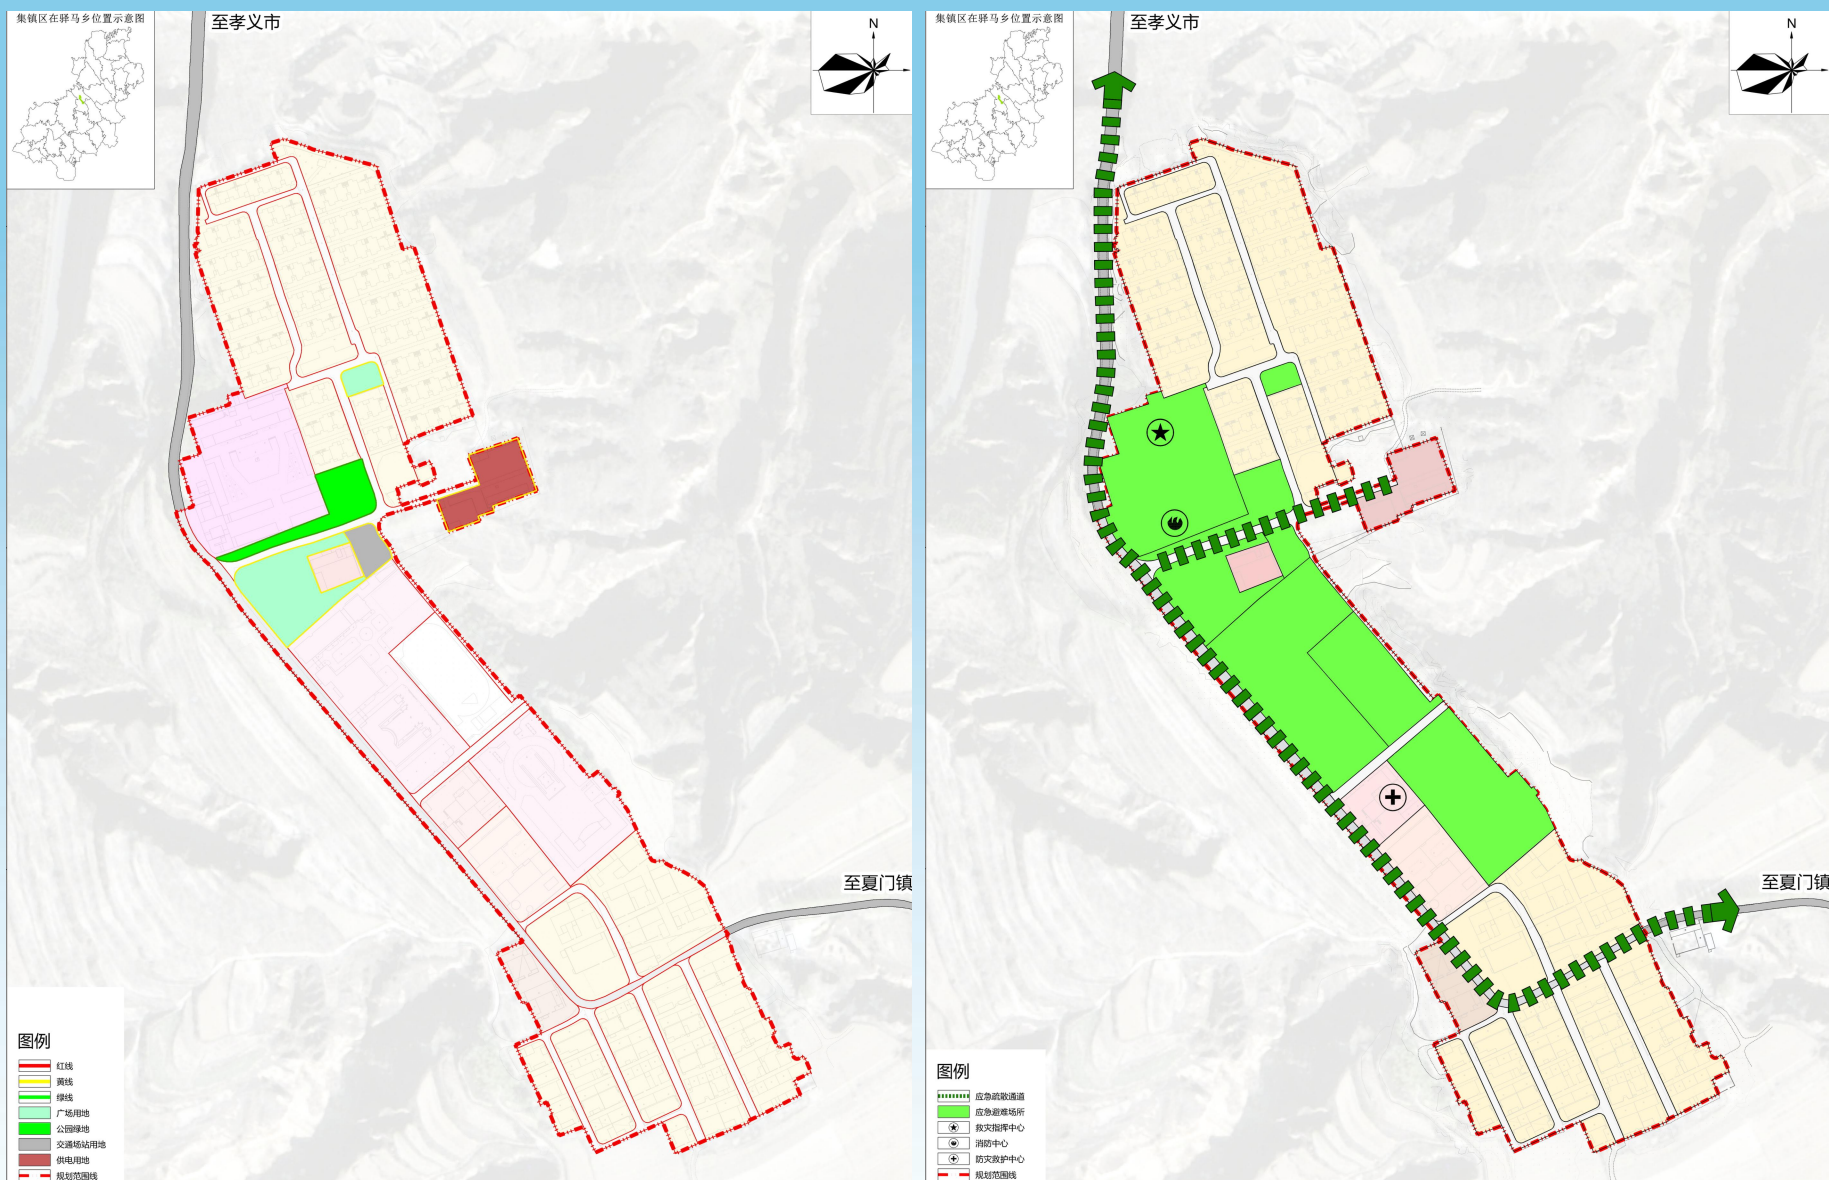 集镇区在驿马乡位置示意图
至孝义市
N
至夏门镇
图例
红线
黄线
绿线
广场用地
公园绿地
交通场站用地
供电用地
规划范围线
集镇区在驿马乡位置示意图
至孝义市
N
至夏门镇
图例
应急疏散通道
应急避难场所
救灾指挥中心
消防中心
防灾救护中心
规划范围线